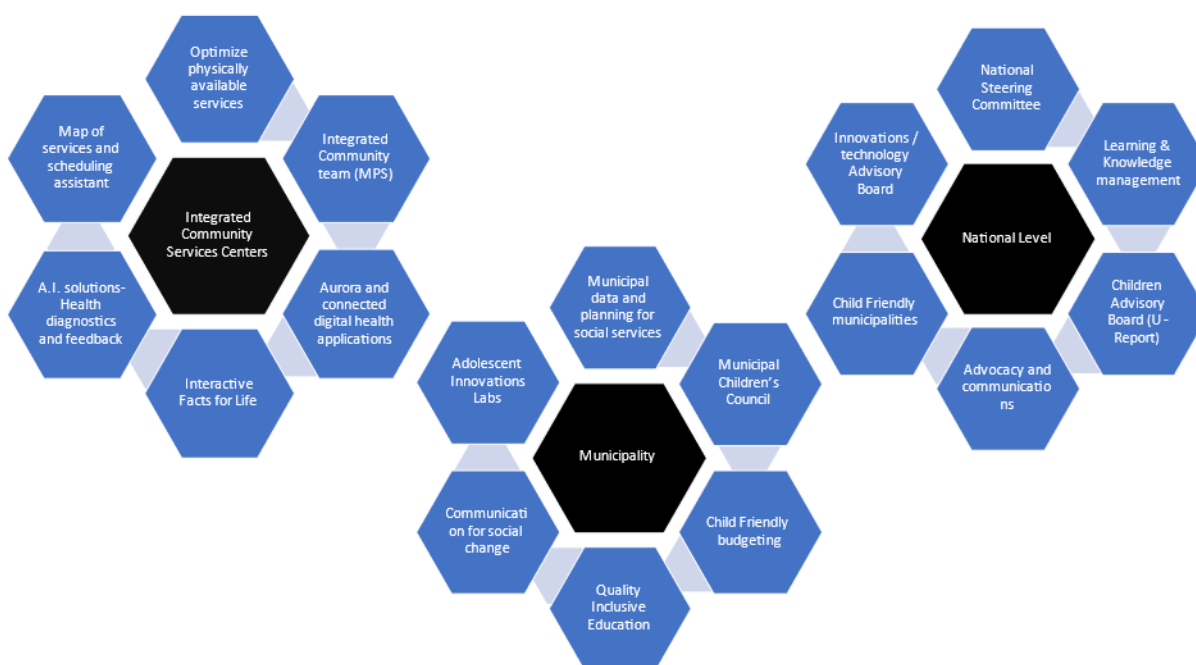 Optimize
physically
available
services
Integrated
Community
team (MPS)
Aurora and
connected
digital health
applications
Interactive
Facts for Life
A.I. solutions-
Health
diagnostics
and feedback
Map of
services and
scheduling
assistant
Integrated
Community
Services Centers
Municipal
data and
planning for
social services
Municipal
Children's
Council
Child Friendly
budgeting
Quality
Inclusive
Education
Communicati
on for social
change
Adolescent
Innovations
Labs
Municipality
National
Steering
Committee
Learning &
Knowledge
management
Children
Advisory
Board (U -
Report)
Advocacy and
communicatio
ns
Child Friendly
municipalities
Innovations /
technology
Advisory
Board
National Level